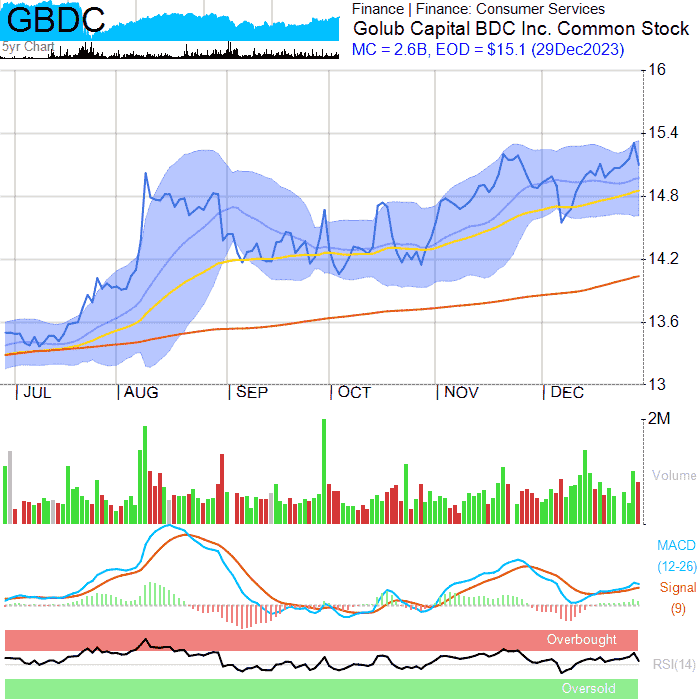 GBDC
5yr Chart
Finance | Finance: Consumer Services
Golub Capital BDC Inc. Common Stock
MC = 2.6B, EOD = $15.1 (29Dec2023)
16
15.4
14.8
14.2
13.6
13
| JUL | AUG | SEP | OCT | NOV | DEC
2M
Volume
MACD
(12-26)
Signal
(9)
Overbought
RSI(14)
Oversold